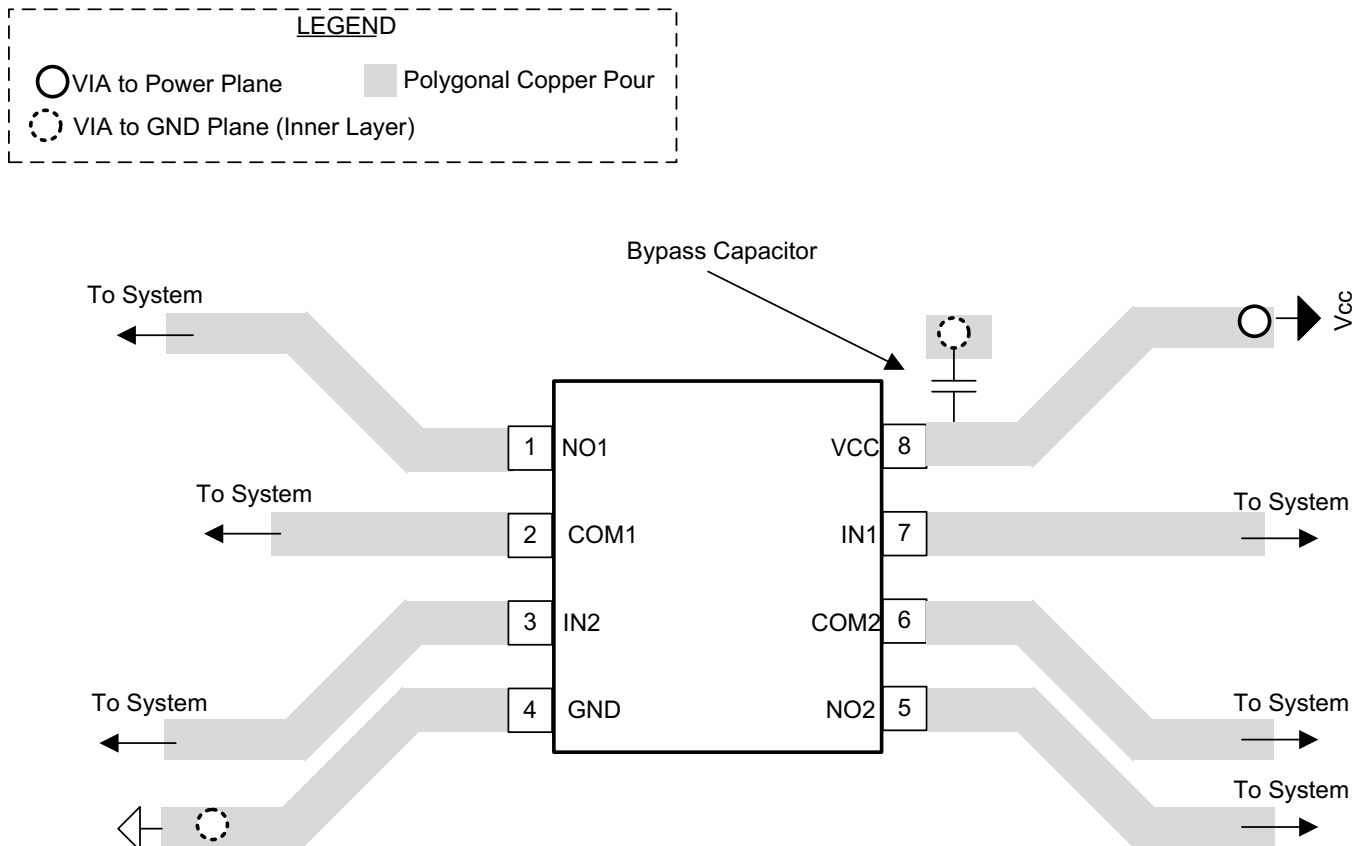 LEGEND
VIA to Power Plane
Polygonal Copper Pour
VIA to GND Plane (Inner Layer)
Bypass Capacitor
To System
Vcc
1 NO1
VCC 8
To System
To System
2 COM1
IN1 7
3 IN2
COM2 6
To System
To System
4 GND
NO2 5
To System